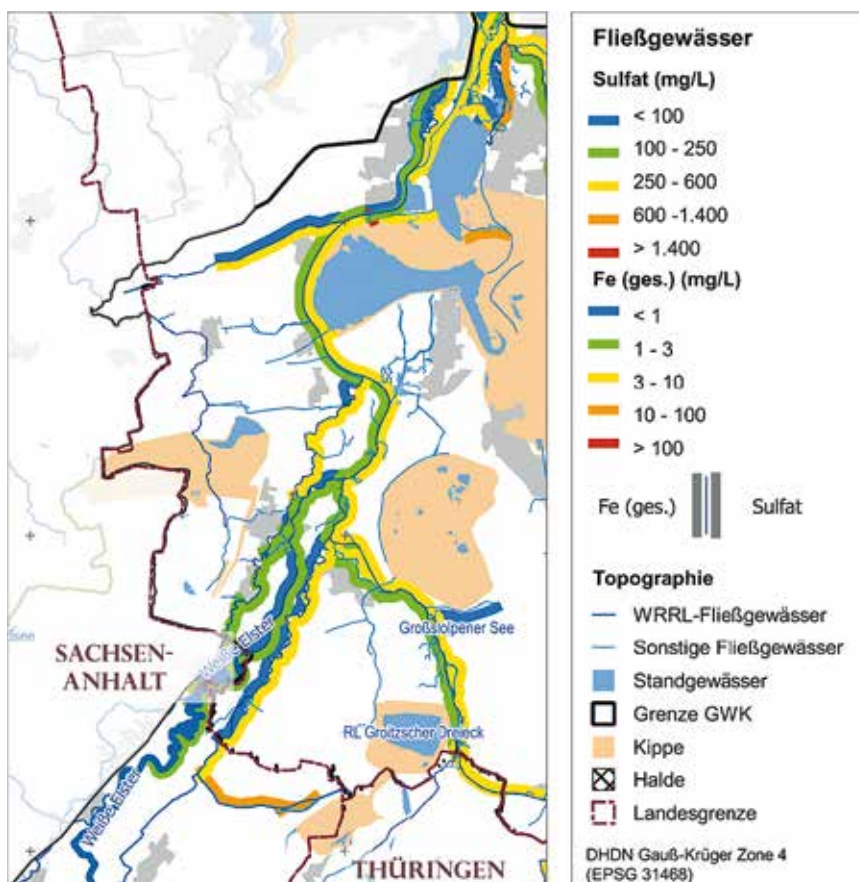 SACHSEN-
ANHALT
Weiße Elster
Weiße Elster
Großstolpener See
RL Groitzscher Dreieck
THÜRINGEN
Fließgewässer
Sulfat (mg/L)
< 100
100 - 250
250 - 600
600 -1.400
> 1.400
Fe (ges.) (mg/L)
< 1
1 - 3
3 - 10
10 - 100
> 100
Fe (ges.) Sulfat
Topographie
WRRL-Fließgewässer
Sonstige Fließgewässer
Standgewässer
Grenze GWK
Kippe
Halde
Landesgrenze
DHDN Gauß-Krüger Zone 4
(EPSG 31468)